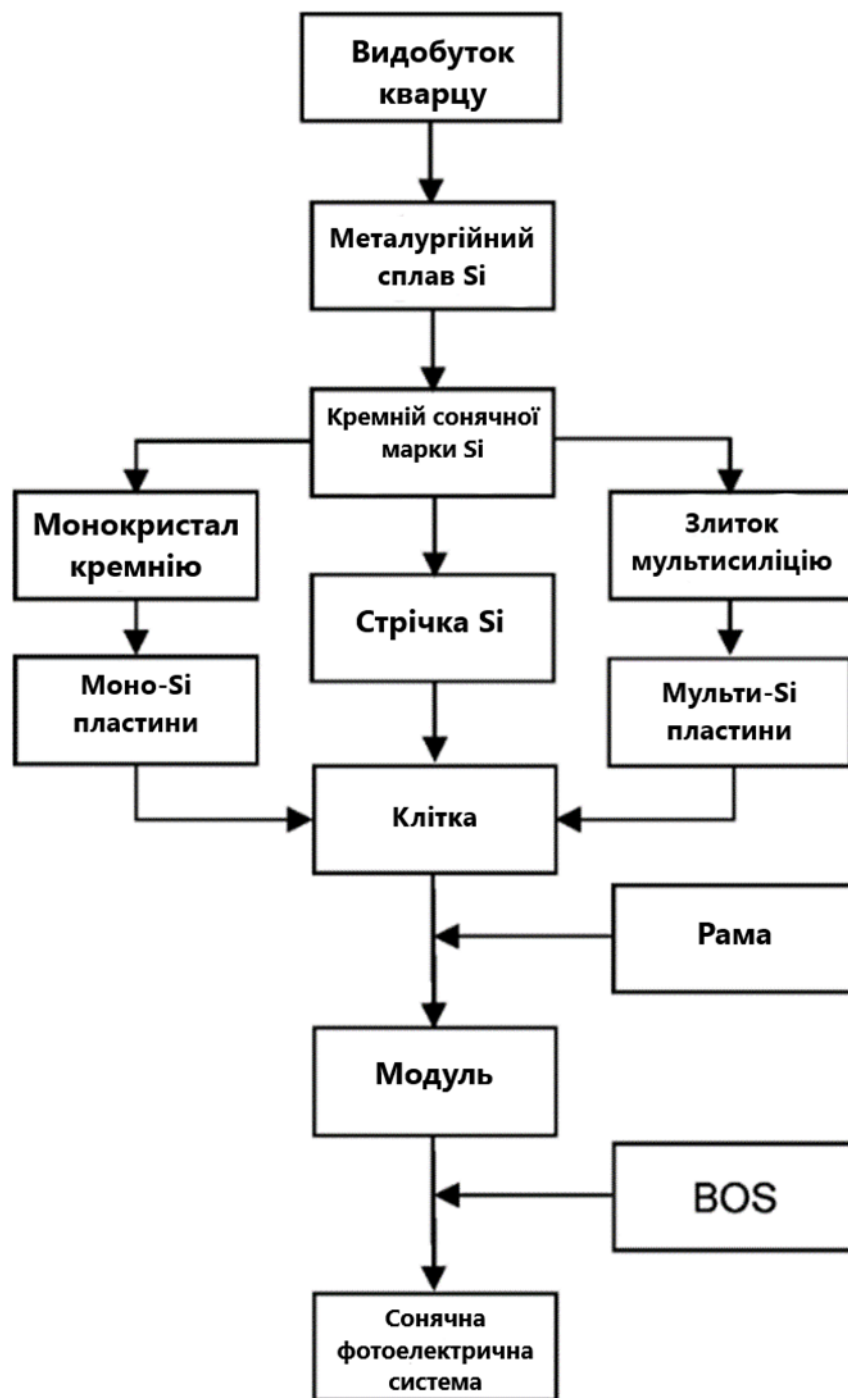 Видобуток
кварцу
Металургійний
сплав Si
Кремній сонячної
марки Si
Монокристал
кремнію
Злиток
мультисиліцію
Стрічка Si
Моно-Si
пластини
Мульти-Si
пластини
Клітка
Рама
Модуль
BOS
Сонячна
фотоелектрична
система